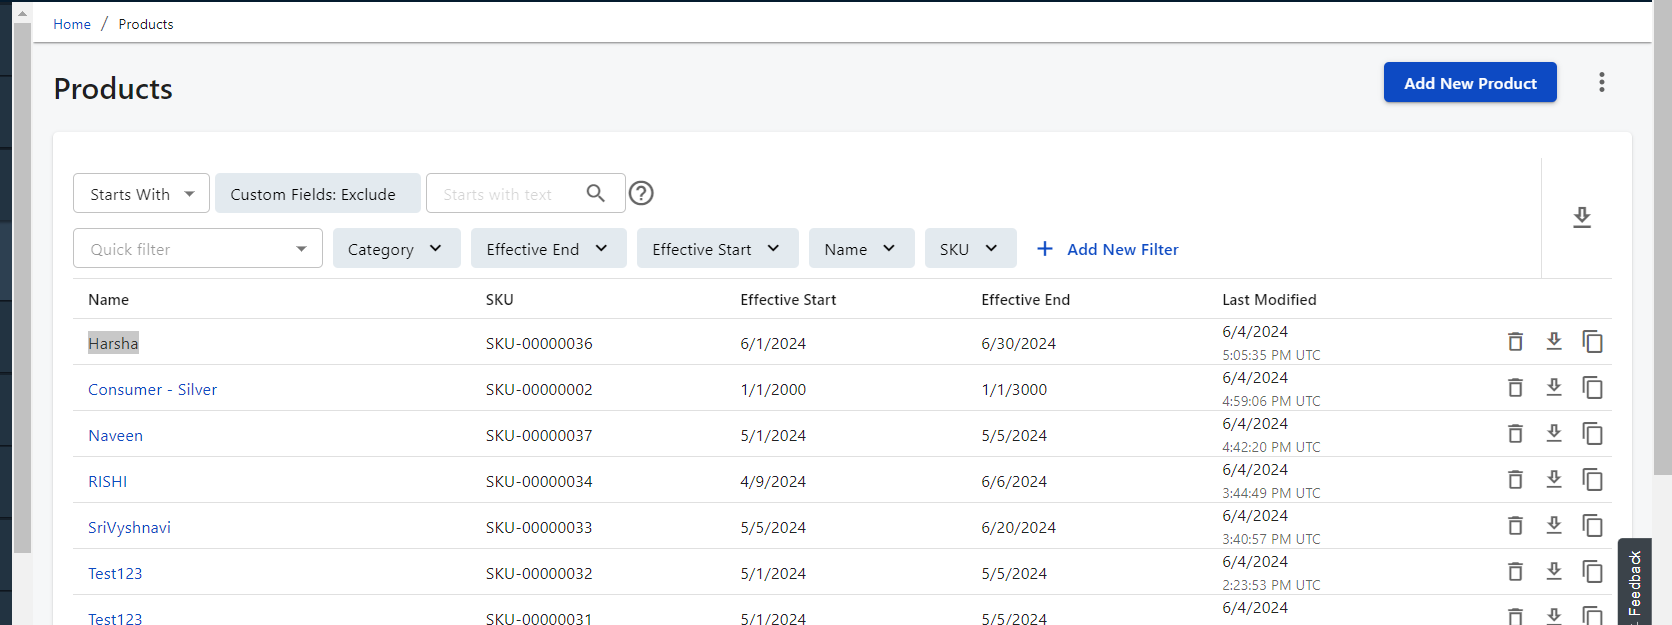 Home / Products
Products
Add New Product
Starts With
Custom Fields: Exclude
Starts with text
Quick filter
Category
Effective End
Effective Start
Name
SKU
+ Add New Filter
Name SKU Effective Start Effective End Last Modified
Harsha SKU-00000036 6/1/2024 6/30/2024 6/4/2024
5:05:35 PM UTC
Consumer - Silver SKU-00000002 1/1/2000 1/1/3000 6/4/2024
4:59:06 PM UTC
Naveen SKU-00000037 5/1/2024 5/5/2024 6/4/2024
4:42:20 PM UTC
RISHI SKU-00000034 4/9/2024 6/6/2024 6/4/2024
3:44:49 PM UTC
SriVyshnavi SKU-00000033 5/5/2024 6/20/2024 6/4/2024
3:40:57 PM UTC
Test123 SKU-00000032 5/1/2024 5/5/2024 6/4/2024
2:23:53 PM UTC
Test123 SKU-00000031 5/1/2024 5/5/2024 6/4/2024
Feedback